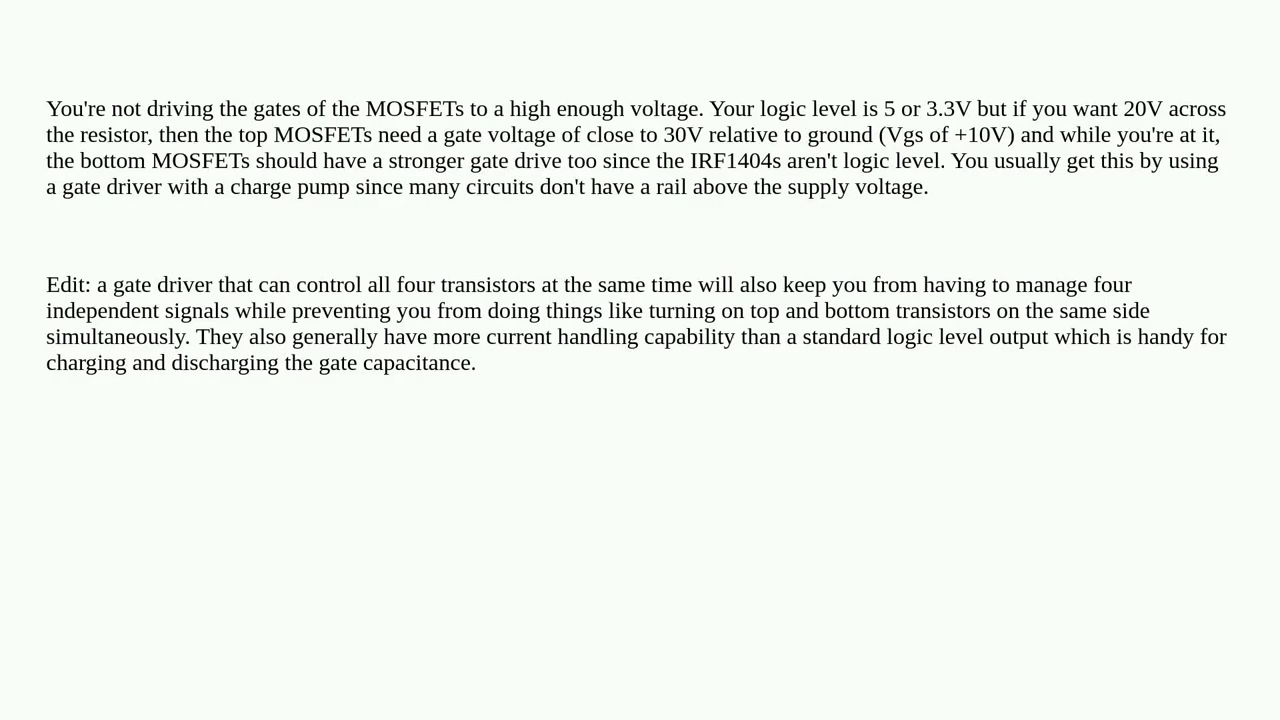 You're not driving the gates of the MOSFETs to a high enough voltage. Your logic level is 5 or 3.3V but if you want 20V across
the resistor, then the top MOSFETs need a gate voltage of close to 30V relative to ground (Vgs of +10V) and while you're at it,
the bottom MOSFETs should have a stronger gate drive too since the IRF1404s aren't logic level. You usually get this by using
a gate driver with a charge pump since many circuits don't have a rail above the supply voltage.
Edit: a gate driver that can control all four transistors at the same time will also keep you from having to manage four
independent signals while preventing you from doing things like turning on top and bottom transistors on the same side
simultaneously. They also generally have more current handling capability than a standard logic level output which is handy for
charging and discharging the gate capacitance.